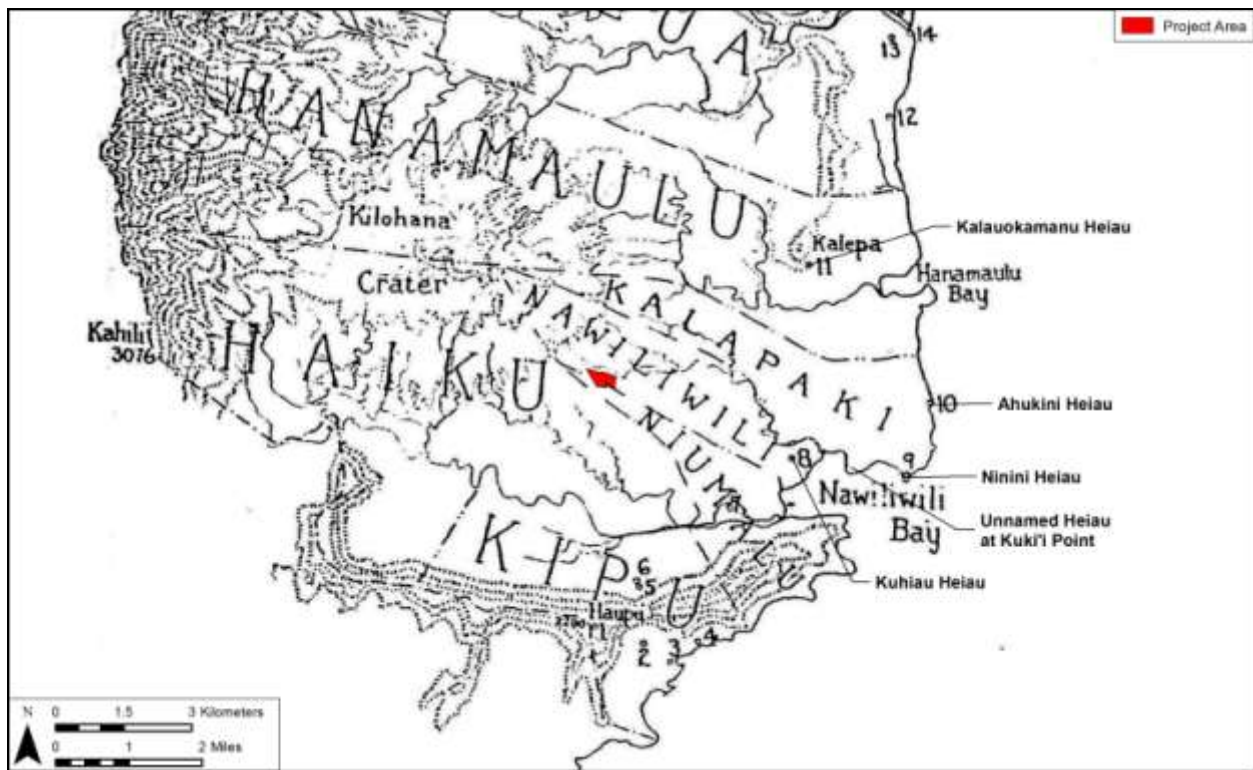 Project Area
U A
13
14
12
HANAMAULU
Kilohana
Crater
Kalepa
11
Kalauokamanu Heiau
Hanamaulu
Bay
Kahili
3076
HAIKU
KALAPAKI
NAWILIWILI
NIUM
10
Ahukini Heiau
8
9
Ninini Heiau
Nawiliwili
Bay
Unnamed Heiau
at Kuki'i Point
Kuhiau Heiau
KIPU
6
5
Haupu
2
3
4
N
0 1.5 3 Kilometers
0 1 2 Miles